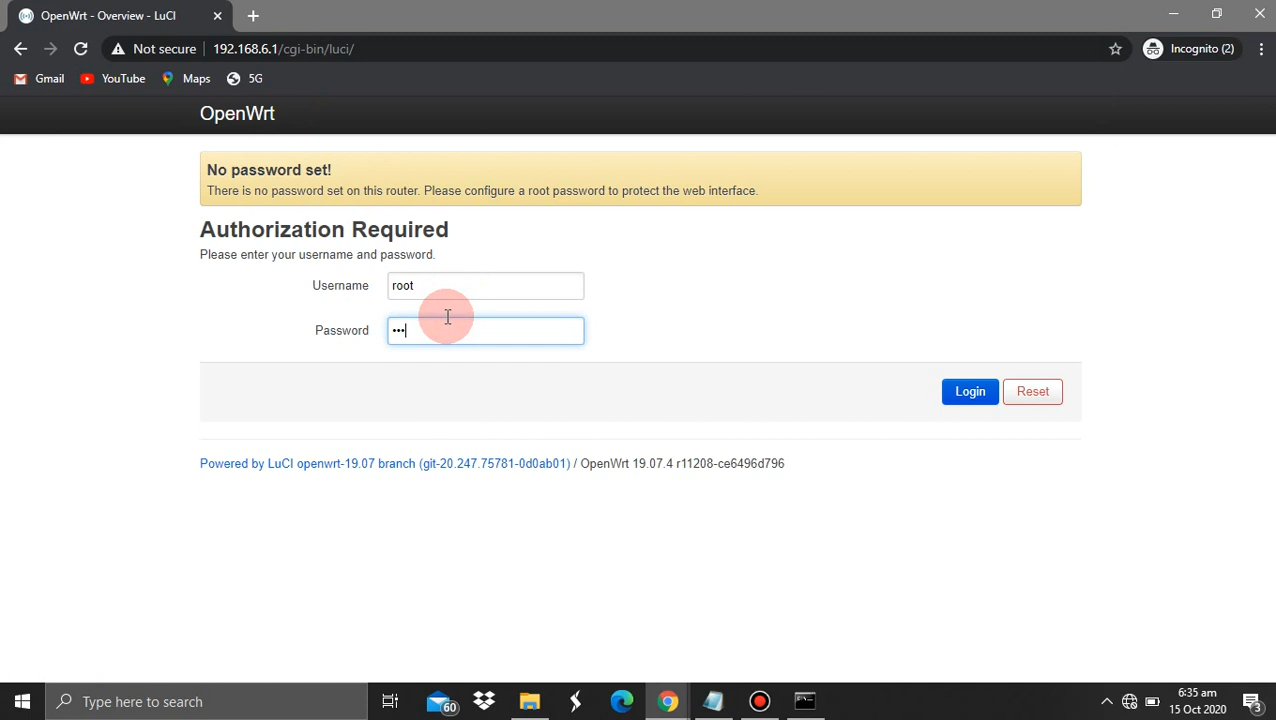 OpenWrt - Overview - LuCI
Not secure 192.168.6.1/cgi-bin/luci/ Incognito (2)
Gmail YouTube Maps 5G
OpenWrt
No password set!
There is no password set on this router. Please configure a root password to protect the web interface.
Authorization Required
Please enter your username and password.
Username root
Password •••
Login Reset
Powered by LuCI openwrt-19.07 branch (git-20.247.75781-0d0ab01) / OpenWrt 19.07.4 r11208-ce6496d796
Type here to search 60 6:35 am
15 Oct 2020 3